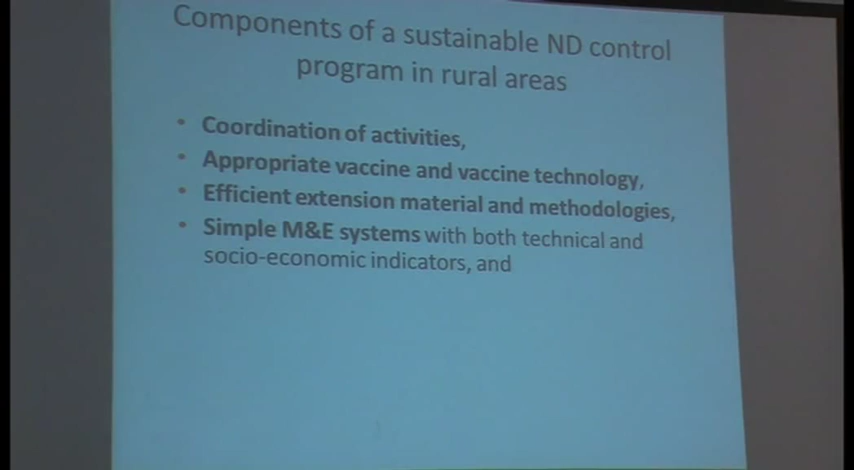 Components of a sustainable ND control
program in rural areas
• Coordination of activities,
• Appropriate vaccine and vaccine technology,
• Efficient extension material and methodologies,
• Simple M&E systems with both technical and
socio-economic indicators, and